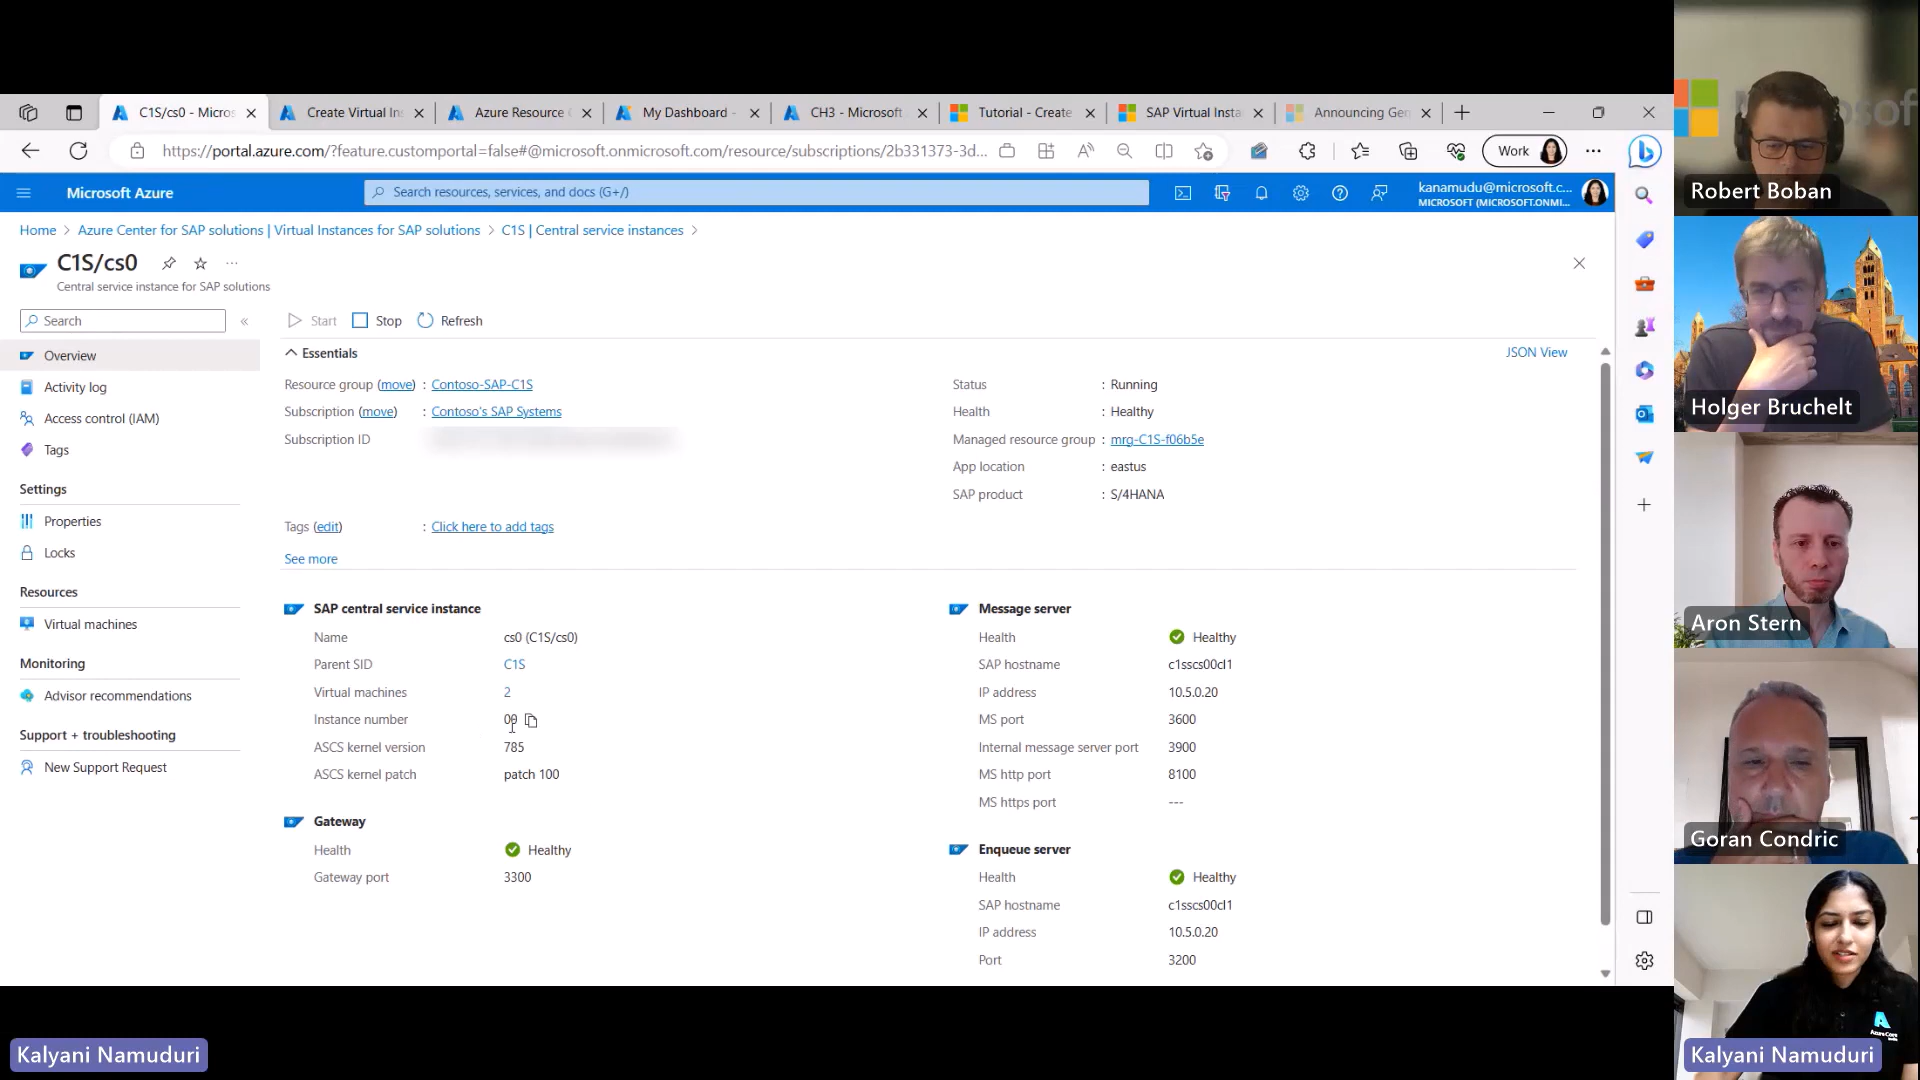 C1S/cs0 - Micros
Create Virtual In
Azure Resource
My Dashboard -
CH3 - Microsoft
Tutorial - Create
SAP Virtual Insta
Announcing Gen
https://portal.azure.com/?feature.customportal=false#@microsoft.onmicrosoft.com/resource/subscriptions/2b331373-3d...
Work
Microsoft Azure
Search resources, services, and docs (G+/)
kanamudu@microsoft.c...
MICROSOFT (MICROSOFT.ONMI...
Home > Azure Center for SAP solutions | Virtual Instances for SAP solutions > C1S | Central service instances >
C1S/cs0
Central service instance for SAP solutions
Search
Overview
Activity log
Access control (IAM)
Tags
Settings
Properties
Locks
Resources
Virtual machines
Monitoring
Advisor recommendations
Support + troubleshooting
New Support Request
Start
Stop
Refresh
Essentials
JSON View
Resource group (move) : Contoso-SAP-C1S
Subscription (move) : Contoso's SAP Systems
Subscription ID
Tags (edit) : Click here to add tags
See more
Status : Running
Health : Healthy
Managed resource group : mrg-C1S-f06b5e
App location : eastus
SAP product : S/4HANA
SAP central service instance
Name cs0 (C1S/cs0)
Parent SID C1S
Virtual machines 2
Instance number 00
ASCS kernel version 785
ASCS kernel patch patch 100
Gateway
Health Healthy
Gateway port 3300
Message server
Health Healthy
SAP hostname c1sscs00cl1
IP address 10.5.0.20
MS port 3600
Internal message server port 3900
MS http port 8100
MS https port ---
Enqueue server
Health Healthy
SAP hostname c1sscs00cl1
IP address 10.5.0.20
Port 3200
Robert Boban
Holger Bruchelt
Aron Stern
Goran Condric
Kalyani Namuduri
Kalyani Namuduri